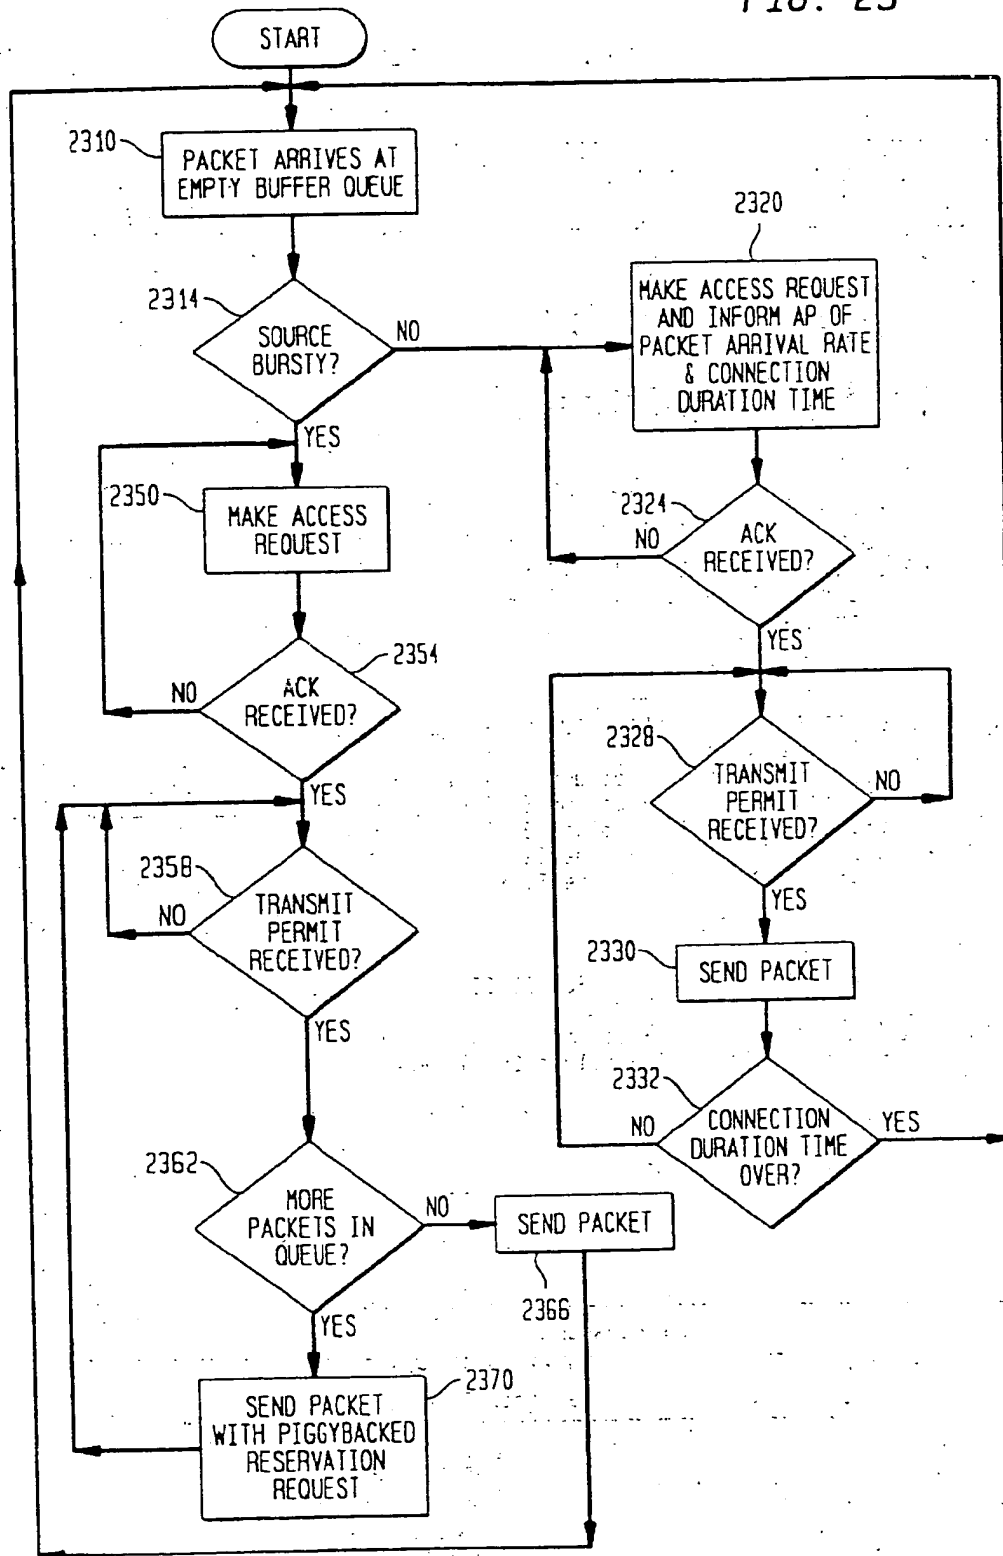 FIG. 23
START
2310
PACKET ARRIVES AT
EMPTY BUFFER QUEUE
2314
SOURCE
BURSTY?
NO
YES
2320
MAKE ACCESS REQUEST
AND INFORM AP OF
PACKET ARRIVAL RATE
& CONNECTION
DURATION TIME
2324
ACK
RECEIVED?
NO
YES
2350
MAKE ACCESS
REQUEST
2354
ACK
RECEIVED?
NO
YES
2328
TRANSMIT
PERMIT
RECEIVED?
NO
YES
2358
TRANSMIT
PERMIT
RECEIVED?
NO
YES
2330
SEND PACKET
2332
CONNECTION
DURATION TIME
OVER?
NO
YES
2362
MORE
PACKETS IN
QUEUE?
NO
YES
SEND PACKET
2366
2370
SEND PACKET
WITH PIGGYBACKED
RESERVATION
REQUEST